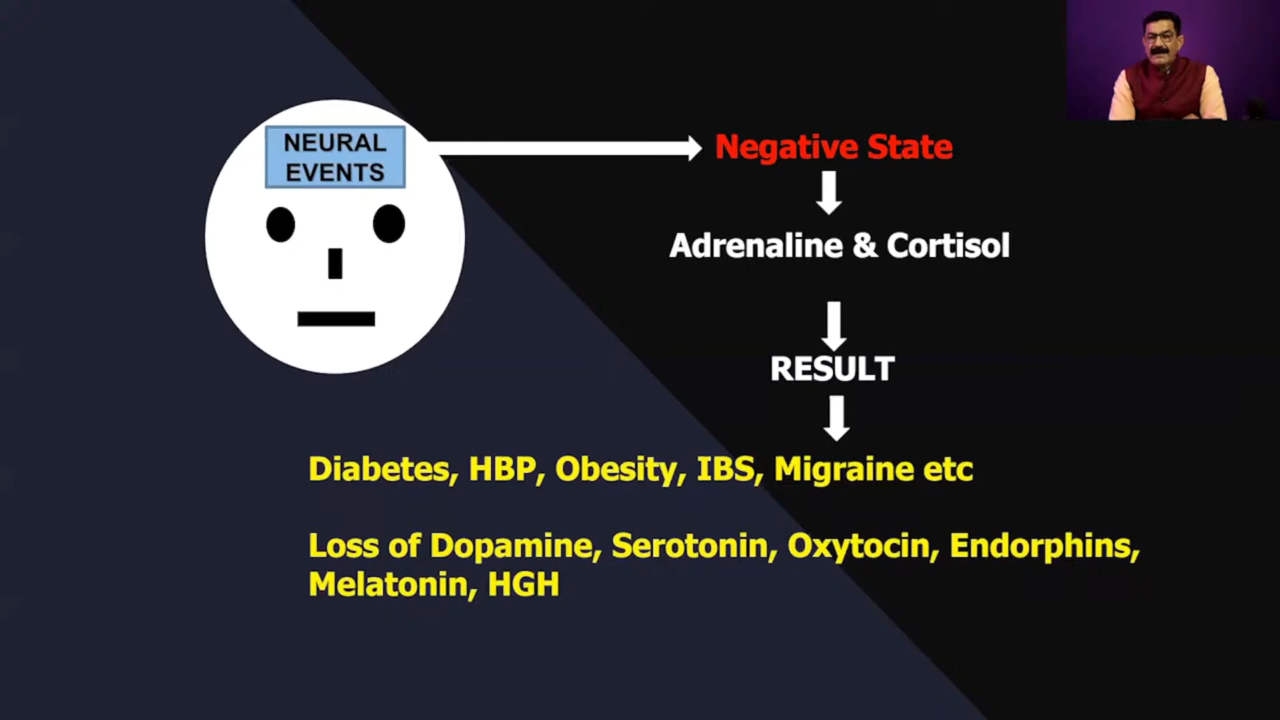 NEURAL
EVENTS
Negative State
Adrenaline & Cortisol
RESULT
Diabetes, HBP, Obesity, IBS, Migraine etc
Loss of Dopamine, Serotonin, Oxytocin, Endorphins,
Melatonin, HGH